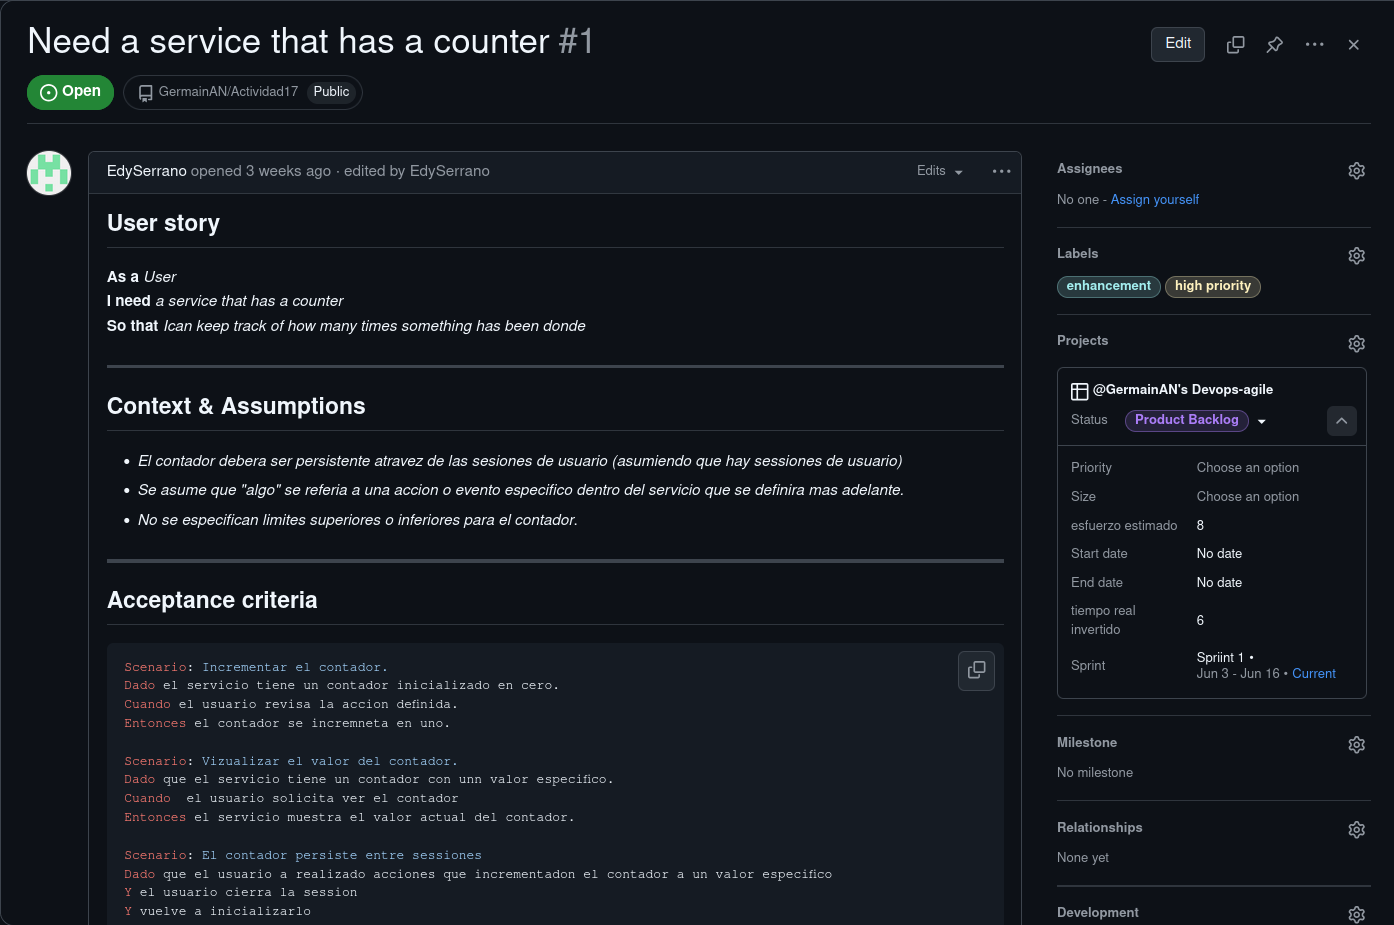 Need a service that has a counter #1
Edit
Open
GermainAN/Actividad17 Public
EdySerrano opened 3 weeks ago · edited by EdySerrano
Edits
User story
As a User
I need a service that has a counter
So that Ican keep track of how many times something has been donde
Context & Assumptions
• El contador debera ser persistente atravez de las sesiones de usuario (asumiendo que hay sessiones de usuario)
• Se asume que "algo" se referia a una accion o evento especifico dentro del servicio que se definira mas adelante.
• No se especifican limites superiores o inferiores para el contador.
Acceptance criteria
Scenario: Incrementar el contador.
Dado el servicio tiene un contador inicializado en cero.
Cuando el usuario revisa la accion definida.
Entonces el contador se incremneta en uno.
Scenario: Vizualizar el valor del contador.
Dado que el servicio tiene un contador con unn valor especifico.
Cuando  el usuario solicita ver el contador
Entonces el servicio muestra el valor actual del contador.
Scenario: El contador persiste entre sessiones
Dado que el usuario a realizado acciones que incrementadon el contador a un valor especifico
Y el usuario cierra la session
Y vuelve a inicializarlo
Assignees
No one - Assign yourself
Labels
enhancement high priority
Projects
@GermainAN's Devops-agile
Status Product Backlog
Priority Choose an option
Size Choose an option
esfuerzo estimado 8
Start date No date
End date No date
tiempo real
invertido 6
Sprint Spriint 1 •
Jun 3 - Jun 16 • Current
Milestone
No milestone
Relationships
None yet
Development